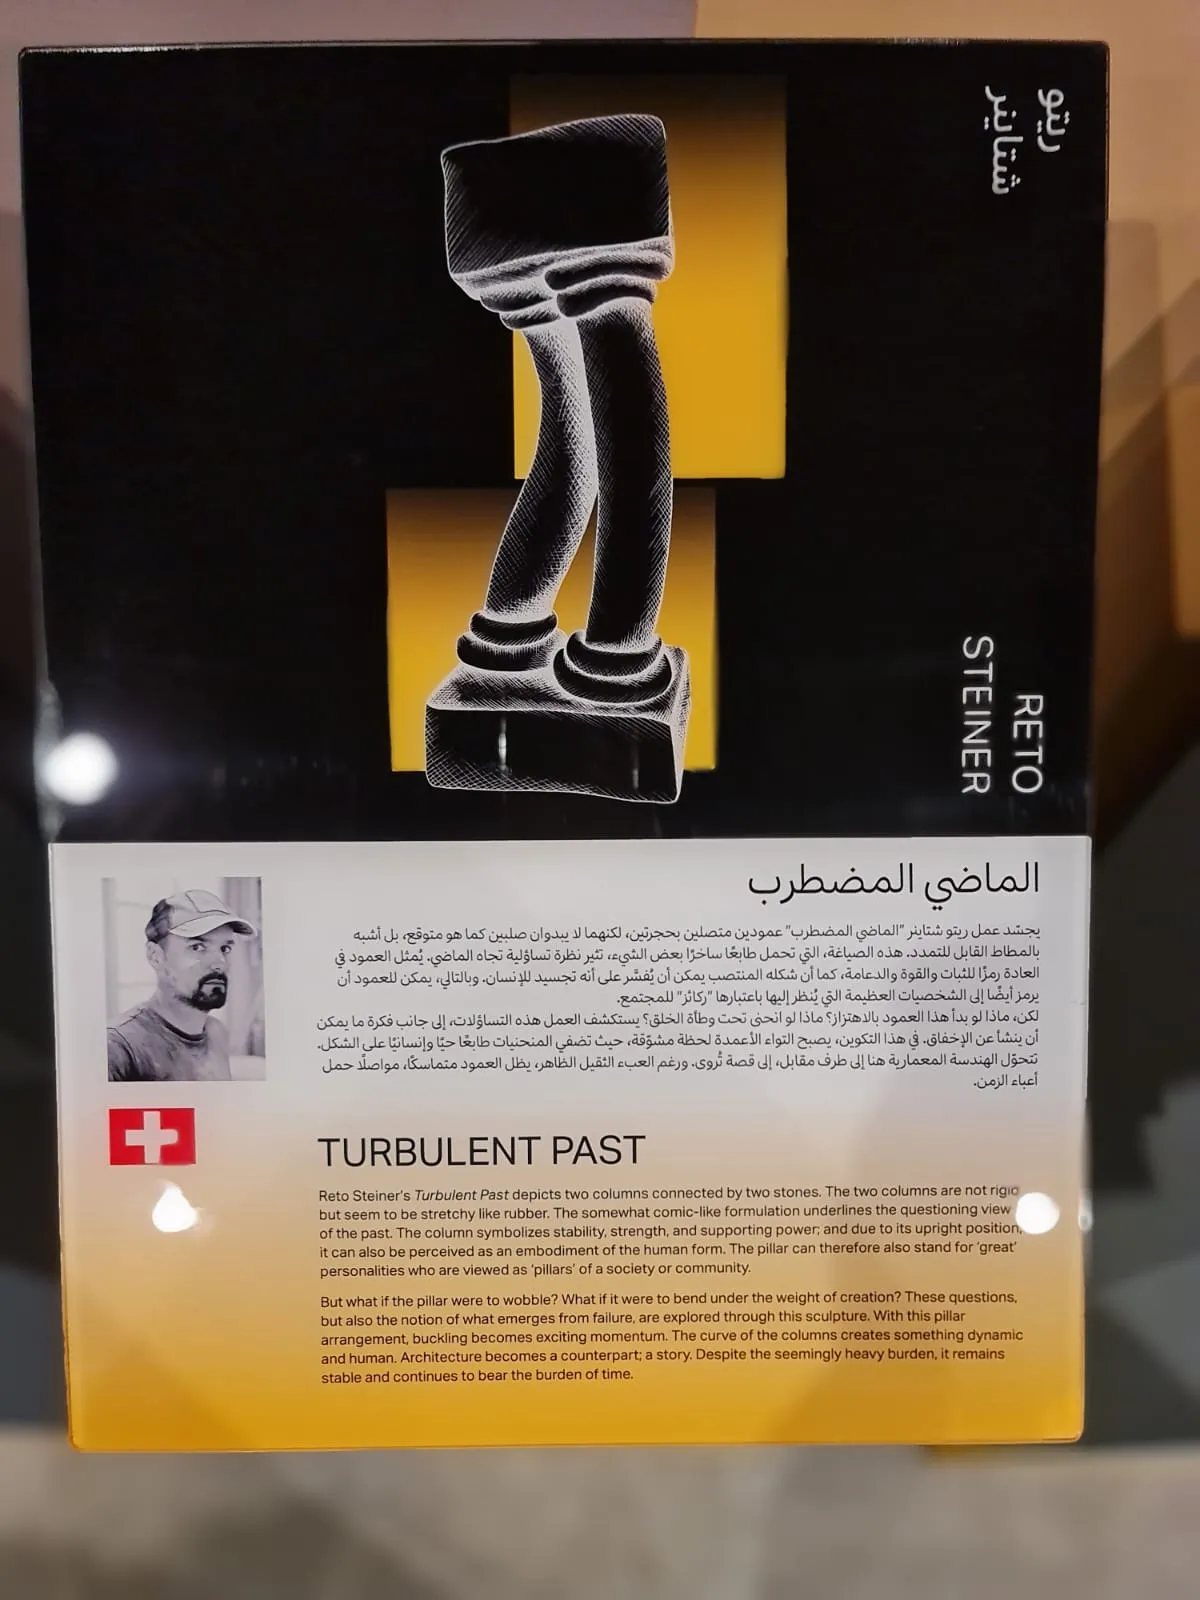 ريتو
شتاينر
RETO
STEINER
الماضي المضطرب
يجسّد عمل ريتو شتاينر "الماضي المضطرب" عمودين متصلين بحجرتين، لكنهما لا يبدوان صلبين كما هو متوقع، بل أشبه
بالمطاط القابل للتمدد. هذه الصياغة، التي تحمل طابعًا ساخرًا بعض الشيء، تثير نظرة تساؤلية تجاه الماضي. يُمثل العمود في
العادة رمزًا للثبات والقوة والدعامة، كما أن شكله المنتصب يمكن أن يُفسَّر على أنه تجسيد للإنسان. وبالتالي، يمكن للعمود أن
يرمز أيضًا إلى الشخصيات العظيمة التي يُنظر إليها باعتبارها "ركائز" للمجتمع.
لكن، ماذا لو بدأ هذا العمود بالاهتزاز؟ ماذا لو انحنى تحت وطأة الخلق؟ يستكشف العمل هذه التساؤلات، إلى جانب فكرة ما يمكن
أن ينشأ عن الإخفاق. في هذا التكوين، يصبح التواء الأعمدة لحظة مشوّقة، حيث تضفي المنحنيات طابعًا حيًا وإنسانيًا على الشكل.
تتحوّل الهندسة المعمارية هنا إلى طرف مقابل، إلى قصة تُروى. ورغم العبء الثقيل الظاهر، يظل العمود متماسكًا، مواصلًا حمل
أعباء الزمن.
TURBULENT PAST
Reto Steiner's Turbulent Past depicts two columns connected by two stones. The two columns are not rigid
but seem to be stretchy like rubber. The somewhat comic-like formulation underlines the questioning view
of the past. The column symbolizes stability, strength, and supporting power; and due to its upright position,
it can also be perceived as an embodiment of the human form. The pillar can therefore also stand for 'great'
personalities who are viewed as 'pillars' of a society or community.
But what if the pillar were to wobble? What if it were to bend under the weight of creation? These questions,
but also the notion of what emerges from failure, are explored through this sculpture. With this pillar
arrangement, buckling becomes exciting momentum. The curve of the columns creates something dynamic
and human. Architecture becomes a counterpart; a story. Despite the seemingly heavy burden, it remains
stable and continues to bear the burden of time.